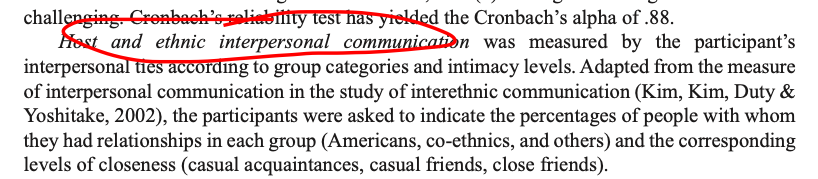 challenging. Cronbach's reliability test has yielded the Cronbach's alpha of .88.
Host and ethnic interpersonal communication was measured by the participant's
interpersonal ties according to group categories and intimacy levels. Adapted from the measure
of interpersonal communication in the study of interethnic communication (Kim, Kim, Duty &
Yoshitake, 2002), the participants were asked to indicate the percentages of people with whom
they had relationships in each group (Americans, co-ethnics, and others) and the corresponding
levels of closeness (casual acquaintances, casual friends, close friends).